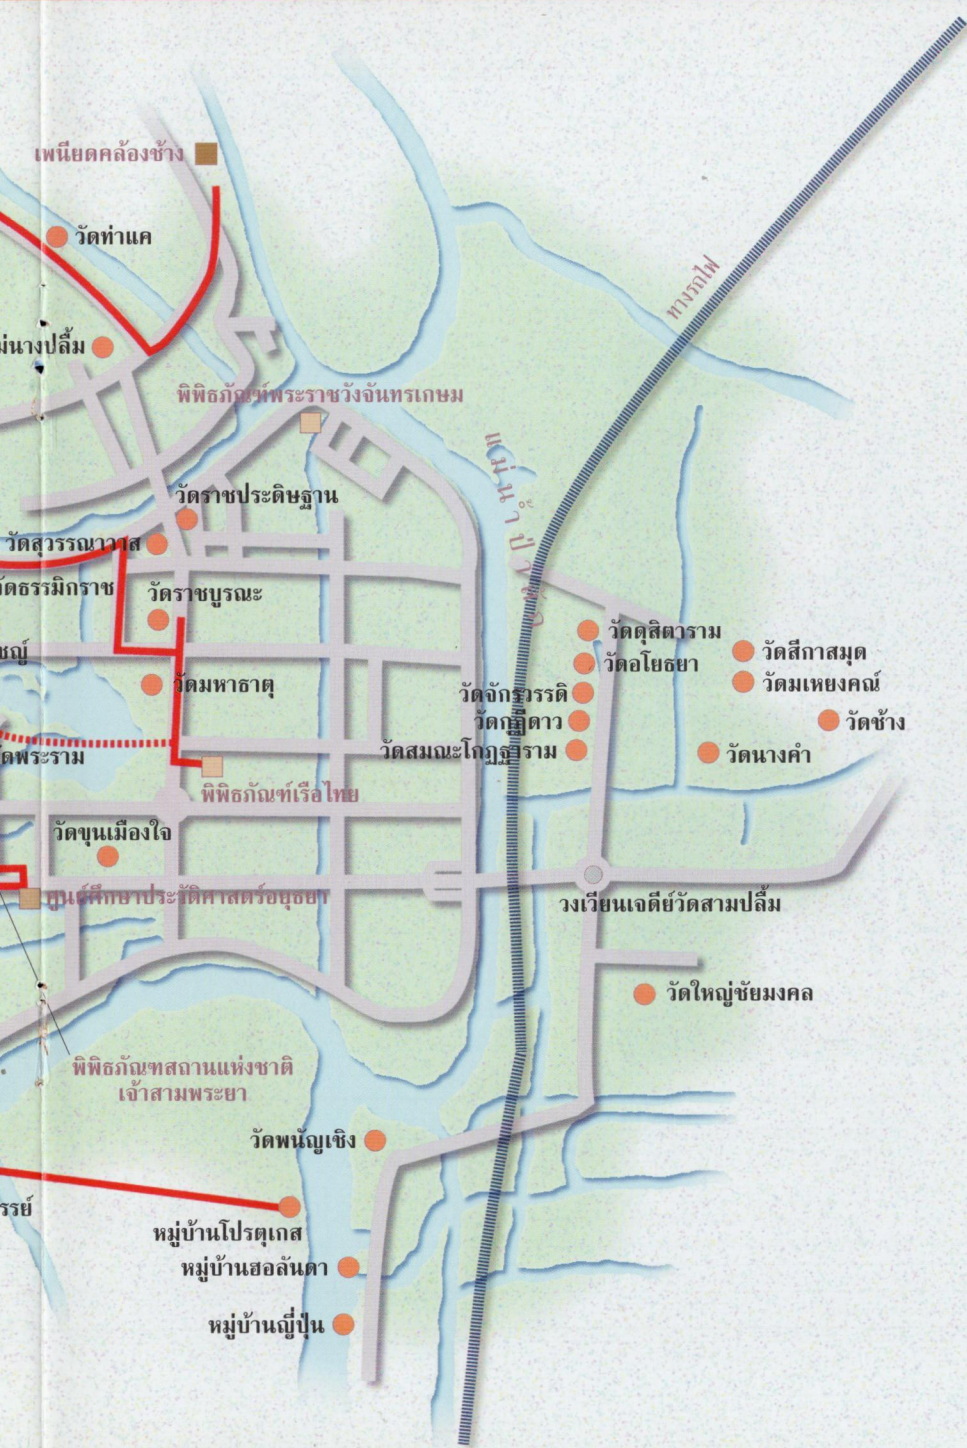 เพนียดคล้องช้าง
วัดท่าแค
ทางรถไฟ
ม่นางปลื้ม
พิพิธภัณฑ์พระราชวังจันทรเกษม
แม่น้ำป่าสัก
วัดราชประดิษฐาน
วัดสุวรรณาวาส
วัดธรรมิกราช
วัดราชบูรณะ
วัดดุสิตาราม
วัดสีกาสมุด
ชญ์
วัดอโยธยา
วัดมหาธาตุ
วัดมเหยงคณ์
วัดจักรวรรดิ
วัดกุฎีดาว
วัดช้าง
วัดสมณะโกฏฐาราม
วัดนางคำ
วัดพระราม
พิพิธภัณฑ์เรือไทย
วัดขุนเมืองใจ
ศูนย์ศึกษาประวัติศาสตร์อยุธยา
วงเวียนเจดีย์วัดสามปลื้ม
วัดใหญ่ชัยมงคล
พิพิธภัณฑสถานแห่งชาติ
เจ้าสามพระยา
วัดพนัญเชิง
รรย์
หมู่บ้านโปรตุเกส
หมู่บ้านฮอลันดา
หมู่บ้านญี่ปุ่น